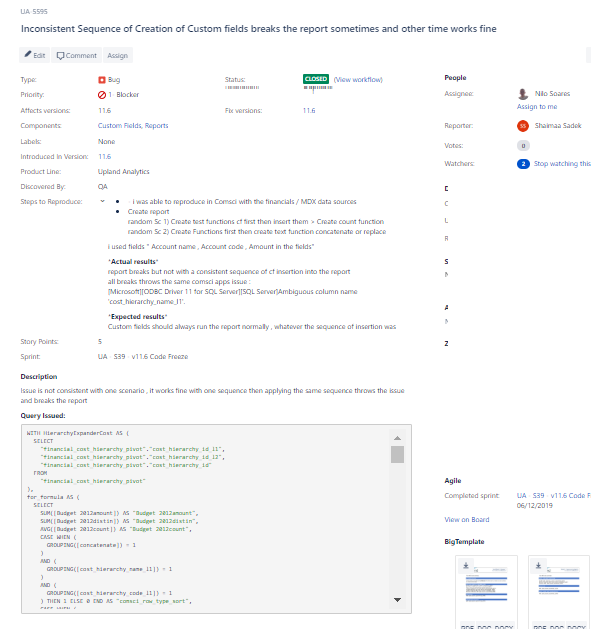 UA-5595
Inconsistent Sequence of Creation of Custom fields breaks the report sometimes and other time works fine
Edit Comment Assign
Type: Bug Status: CLOSED (View workflow)
Priority: 1 - Blocker
Affects versions: 11.6 Fix versions: 11.6
Components: Custom Fields, Reports
Labels: None
Introduced In Version: 11.6
Product Line: Upland Analytics
Discovered By: QA
Steps to Reproduce: i was able to reproduce in Comsci with the financials / MDX data sources
Create report
random Sc 1) Create test functions cf first then insert them > Create count function
random Sc 2) Create Functions first then create text function concatenate or replace
i used fields " Account name , Account code , Amount in the fields"
*Actual results*
report breaks but not with a consistent sequence of cf insertion into the report
all breaks throws the same comsci apps issue :
[Microsoft][ODBC Driver 11 for SQL Server][SQL Server]Ambiguous column name
'cost_hierarchy_name_l1'.
*Expected results*
Custom fields should always run the report normally , whatever the sequence of insertion was
Story Points: 5
Sprint: UA - S39 - v11.6 Code Freeze
Description
Issue is not consistent with one scenario , it works fine with one sequence then applying the same sequence throws the issue
and breaks the report
Query Issued:
WITH HierarchyExpanderCost AS (
SELECT
"financial_cost_hierarchy_pivot"."cost_hierarchy_id_l1",
"financial_cost_hierarchy_pivot"."cost_hierarchy_id_l2",
"financial_cost_hierarchy_pivot"."cost_hierarchy_id"
FROM
"financial_cost_hierarchy_pivot"
),
for_formula AS (
SELECT
SUM([Budget 2012amount]) AS "Budget 2012amount",
SUM([Budget 2012distin]) AS "Budget 2012distin",
AVG([Budget 2012count]) AS "Budget 2012count",
CASE WHEN (
GROUPING([concatenate]) = 1
)
AND (
GROUPING([cost_hierarchy_name_l1]) = 1
)
AND (
GROUPING([cost_hierarchy_code_l1]) = 1
) THEN 1 ELSE 0 END AS "comsci_row_type_sort",
CASE WHEN (
People
Assignee: Nilo Soares
Assign to me
Reporter: SS Shaimaa Sadek
Votes: 0
Watchers: 2 Stop watching this
Agile
Completed sprint: UA - S39 - v11.6 Code F
06/12/2019
View on Board
BigTemplate
PDF, DOC, DOCX PDF, DOC, DOCX